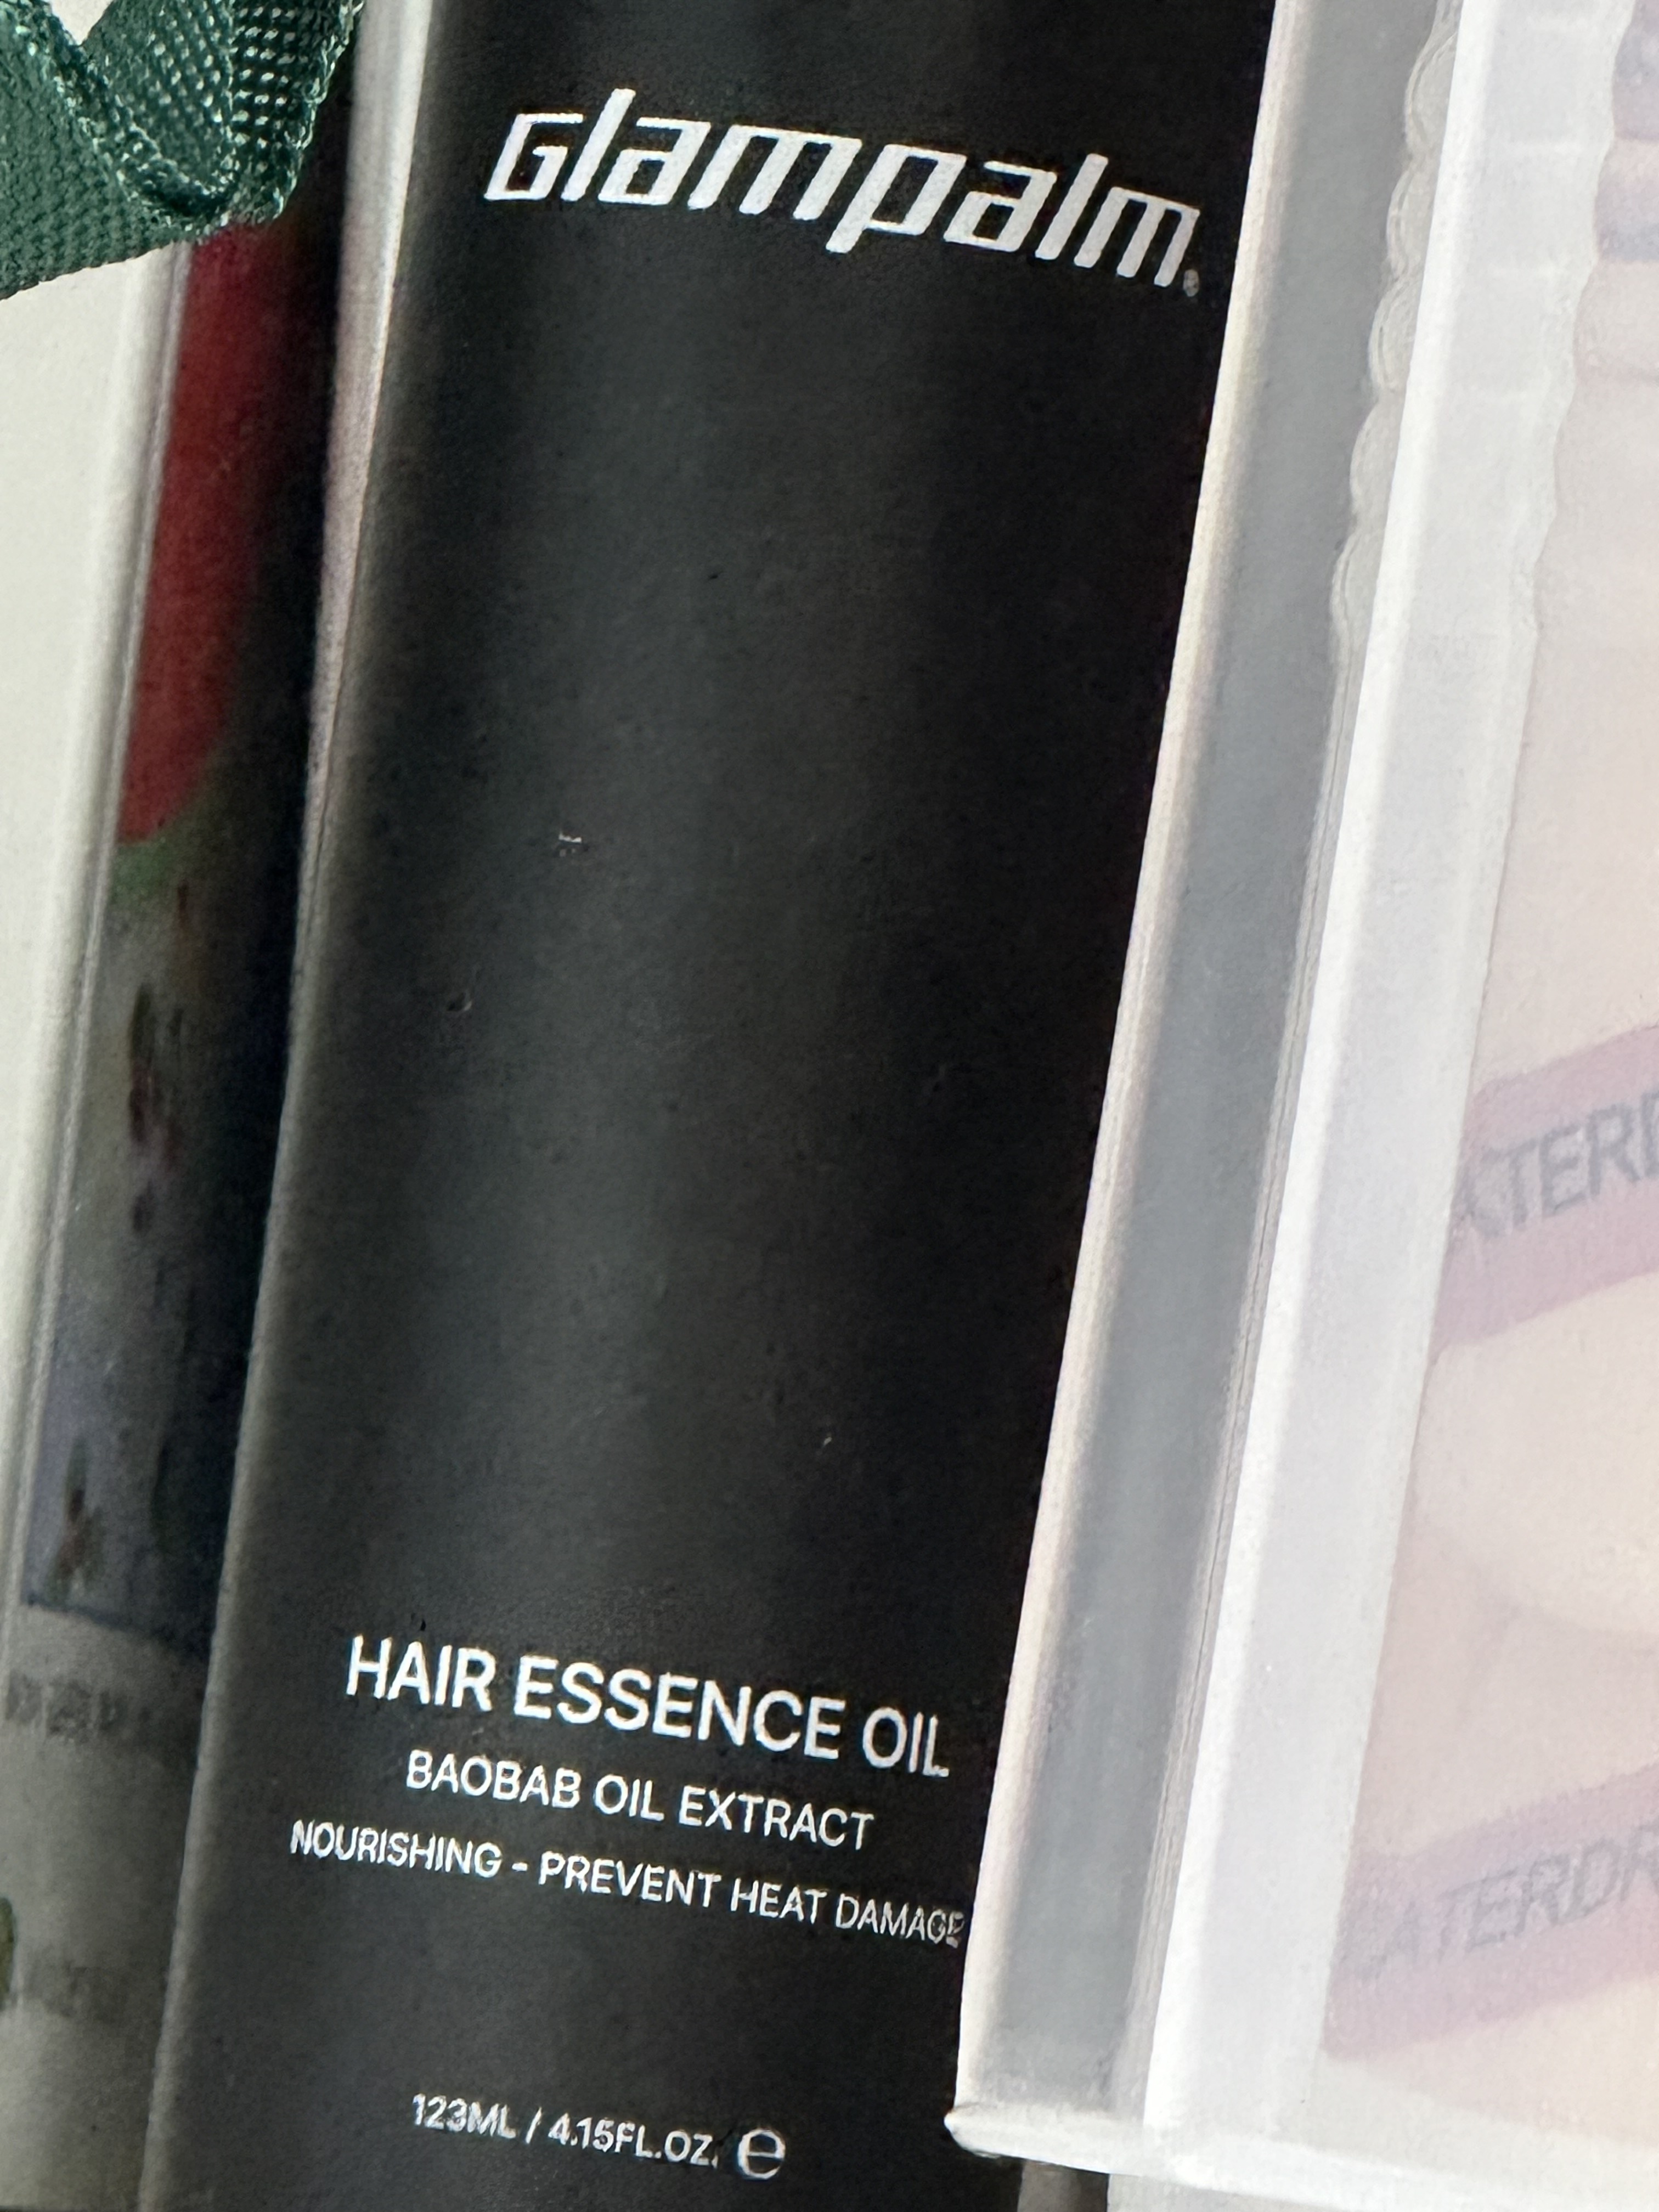 Glampalm
HAIR ESSENCE OIL
BAOBAB OIL EXTRACT
NOURISHING - PREVENT HEAT DAMAGE
123ML / 4.15FL.OZ. e